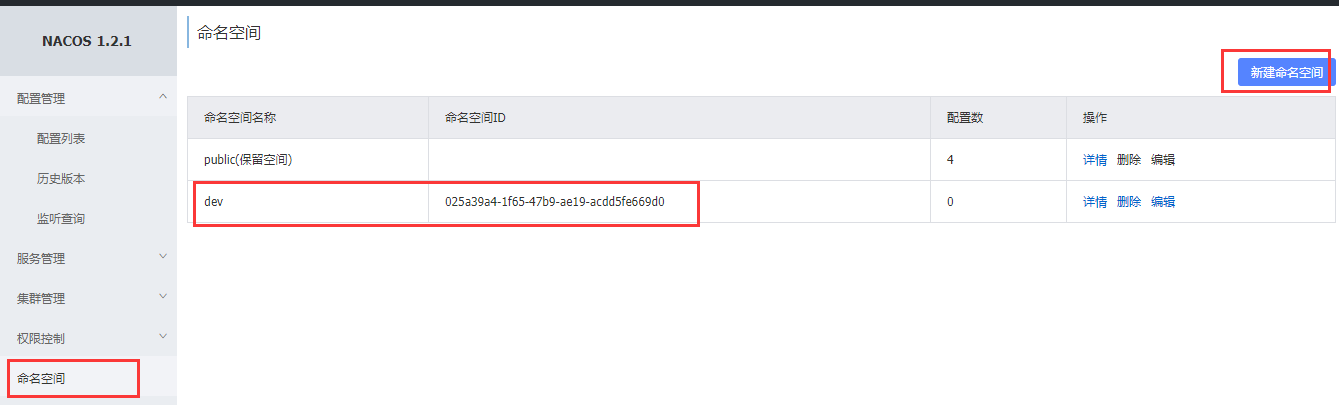 NACOS 1.2.1
配置管理
配置列表
历史版本
监听查询
服务管理
集群管理
权限控制
命名空间
命名空间
新建命名空间
命名空间名称 命名空间ID 配置数 操作
public(保留空间) 4 详情 删除 编辑
dev 025a39a4-1f65-47b9-ae19-acdd5fe669d0 0 详情 删除 编辑